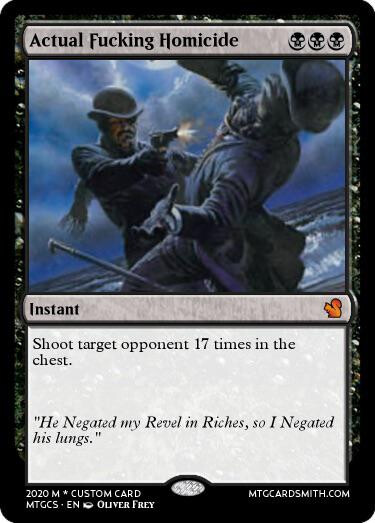 Actual Fucking Homicide
Instant
Shoot target opponent 17 times in the
chest.
"He Negated my Revel in Riches, so I Negated
his lungs."
2020 M * CUSTOM CARD
MTGCS • EN OLIVER FREY
MTGCARDSMITH.COM